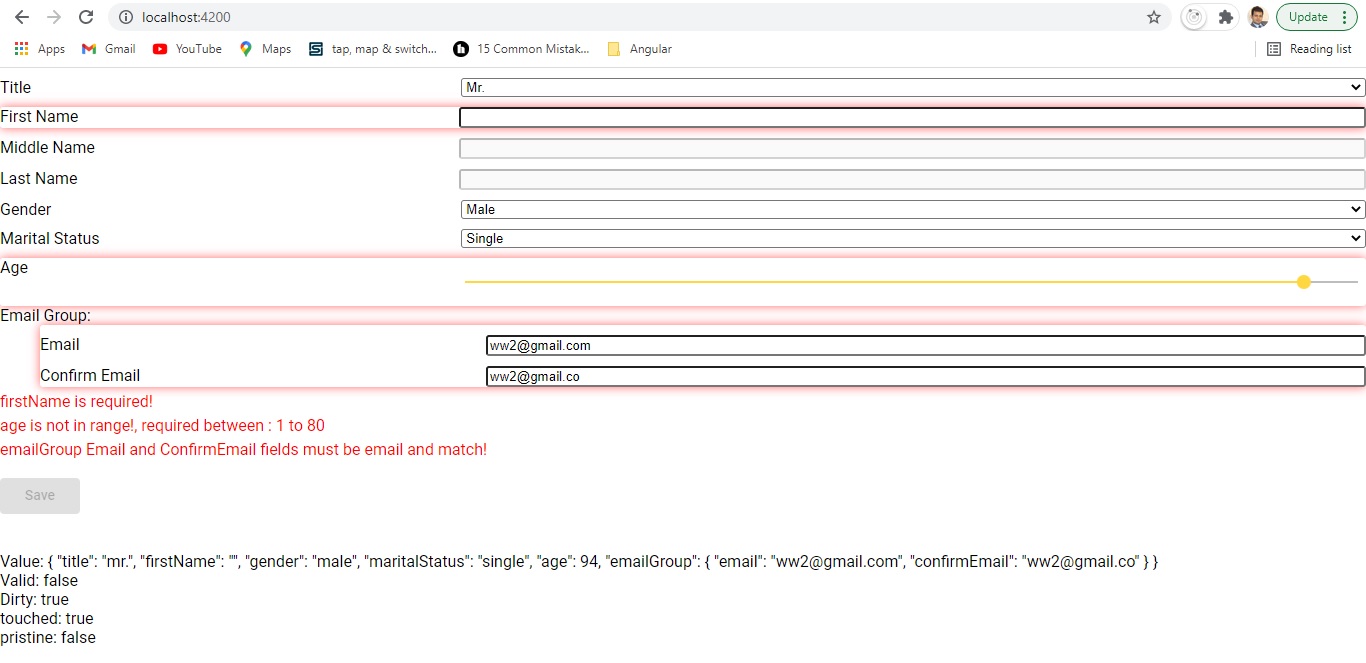 localhost:4200
Update
Apps Gmail YouTube Maps tap, map & switch... 15 Common Mistak... Angular Reading list
Title Mr.
First Name
Middle Name
Last Name
Gender Male
Marital Status Single
Age
Email Group:
Email ww2@gmail.com
Confirm Email ww2@gmail.co
firstName is required!
age is not in range!, required between : 1 to 80
emailGroup Email and ConfirmEmail fields must be email and match!
Save
Value: { "title": "mr.", "firstName": "", "gender": "male", "maritalStatus": "single", "age": 94, "emailGroup": { "email": "ww2@gmail.com", "confirmEmail": "ww2@gmail.co" } }
Valid: false
Dirty: true
touched: true
pristine: false